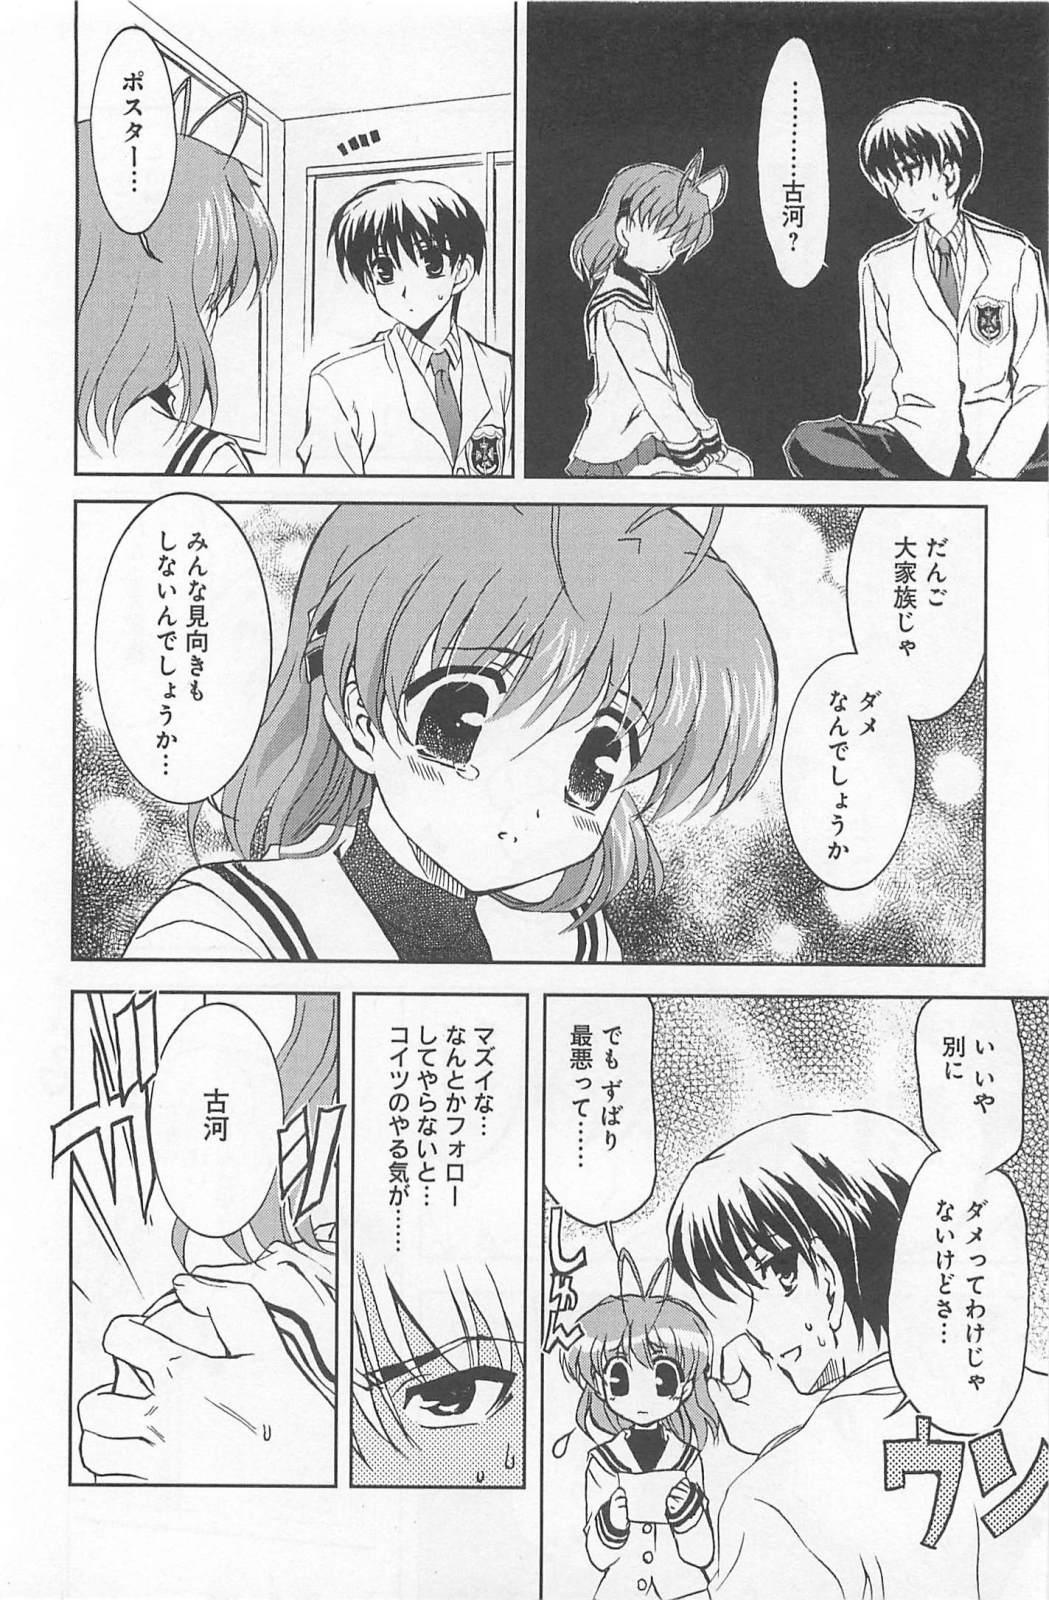 …………古河?
ポスター…
だんご
大家族じゃ
ダメ
なんでしょうか
みんな見向きも
しないんでしょうか…
いいや
別に
ダメってわけじゃ
ないけどさ…
ウン
でも ずばり
最悪って……
しゅん
マズイな…
なんとかフォロー
してやらないと…
コイツのやる気が……
古河
ガシッ